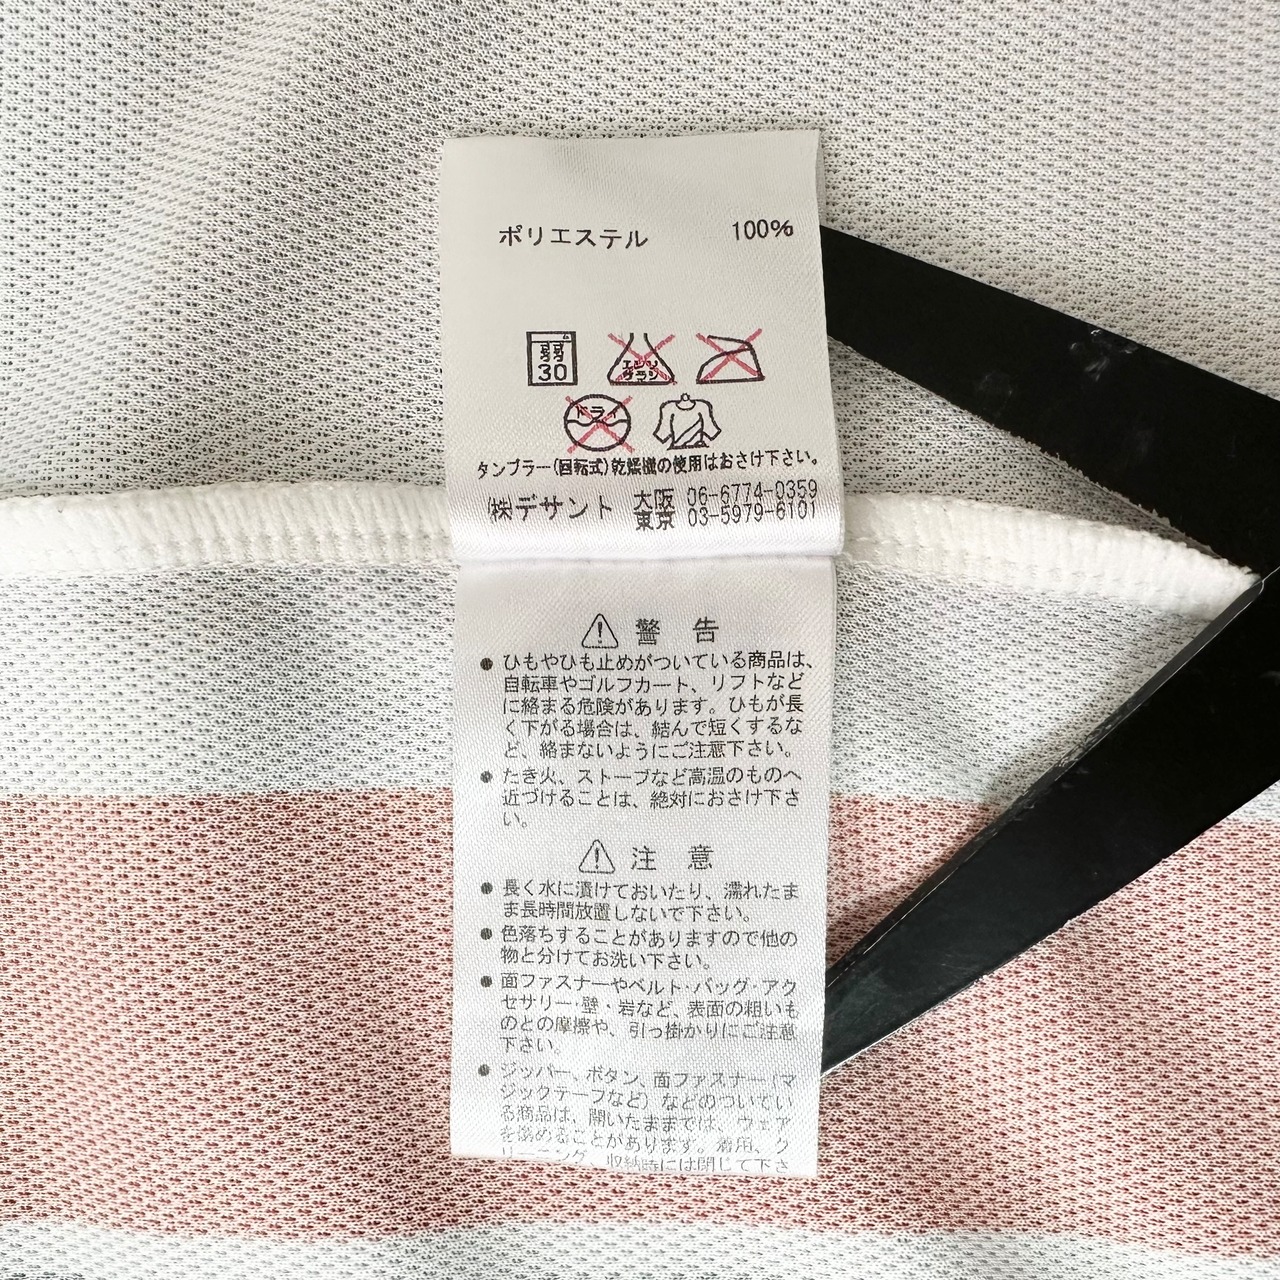 ポリエステル 100%
弱 30
エンソ サラシ
ドライ
タンブラー(回転式)乾燥機の使用はおさけ下さい。
(株)デサント 大阪 06-6774-0359
東京 03-5979-6101
警 告
● ひもやひも止めがついている商品は、
自転車やゴルフカート、リフトなど
に絡まる危険があります。ひもが長
く下がる場合は、結んで短くするな
ど、絡まないようにご注意下さい。
● たき火、ストーブなど高温のものへ
近づけることは、絶対におさけ下さ
い。
注 意
● 長く水に漬けておいたり、濡れたま
ま長時間放置しないで下さい。
● 色落ちすることがありますので他の
物と分けてお洗い下さい。
● 面ファスナーやベルト・バッグ・アク
セサリー・壁・岩など、表面の粗いも
のとの摩擦や、引っ掛かりにご注意
下さい。
● ジッパー、ボタン、面ファスナー(マ
ジックテープなど)などのついてい
る商品は、開いたままでは、ウェア
を傷めることがあります。着用、ク
リーニング、収納時には閉じて下さ